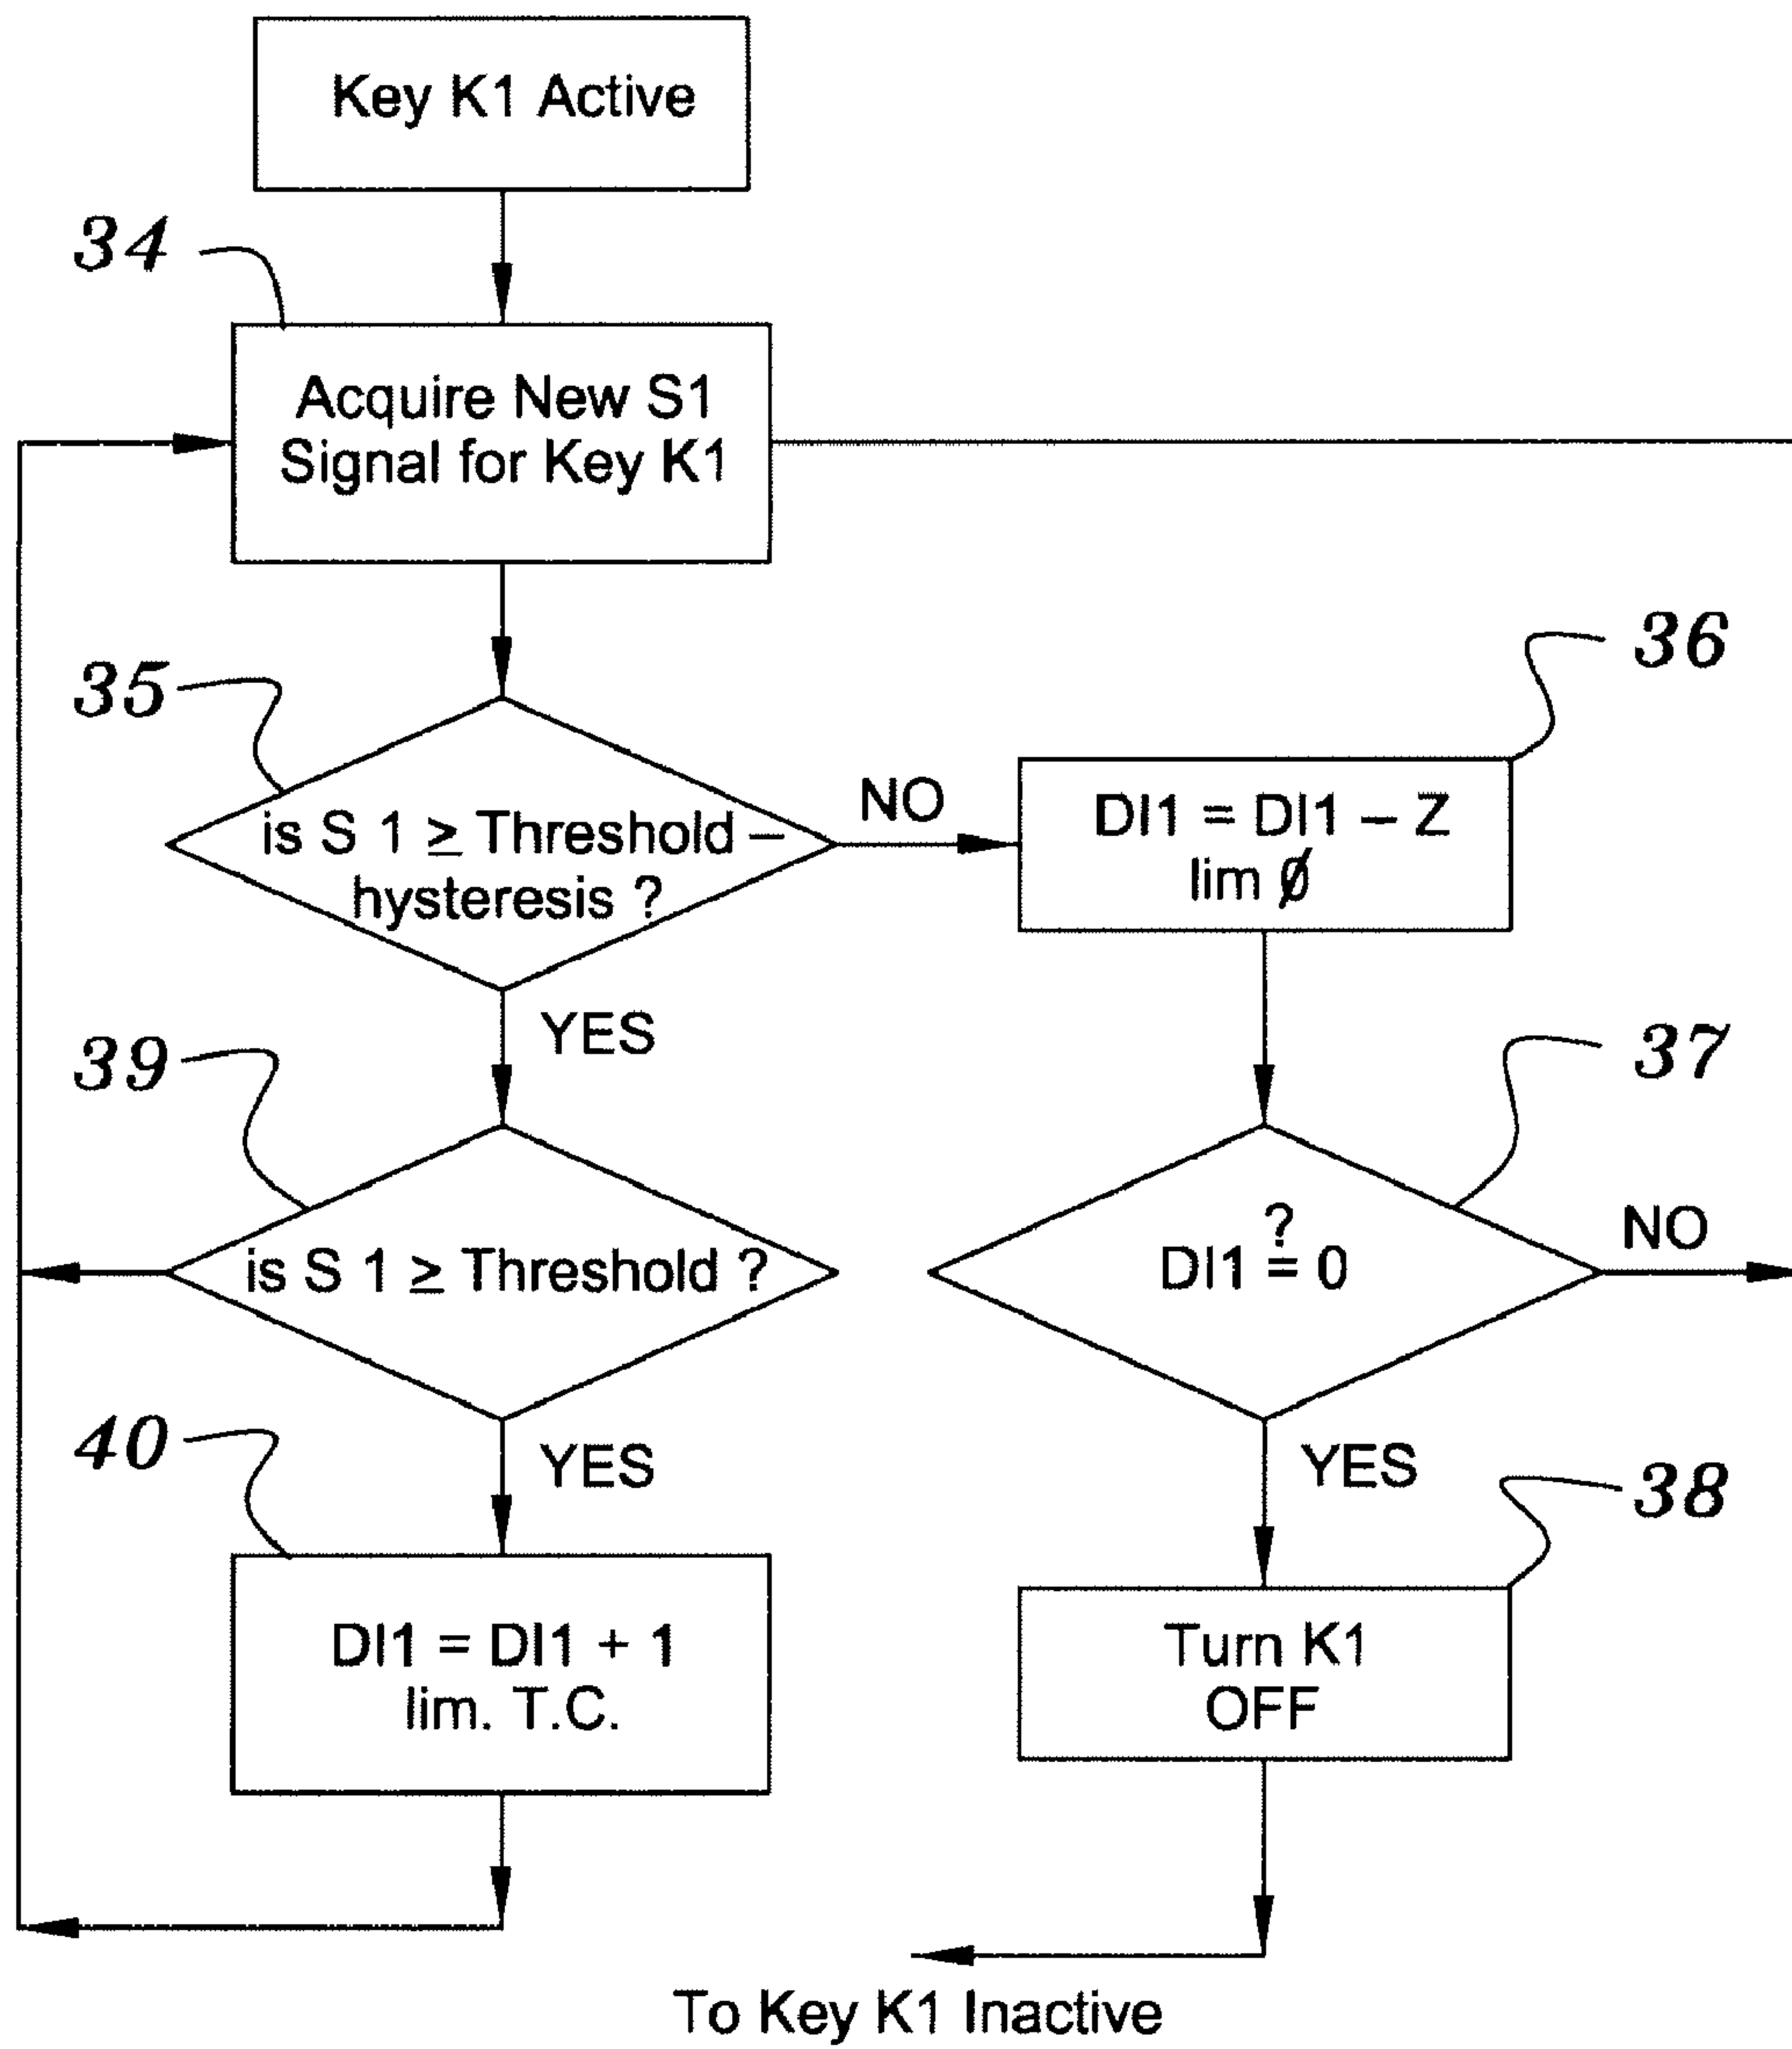 Key K1 Active
34
Acquire New S1
Signal for Key K1
35
is S 1 ≥ Threshold –
hysteresis ?
NO
36
DI1 = DI1 – Z
lim Ø
YES
39
is S 1 ≥ Threshold ?
37
?
DI1 = 0
NO
YES
40
DI1 = DI1 + 1
lim. T.C.
YES
38
Turn K1
OFF
To Key K1 Inactive